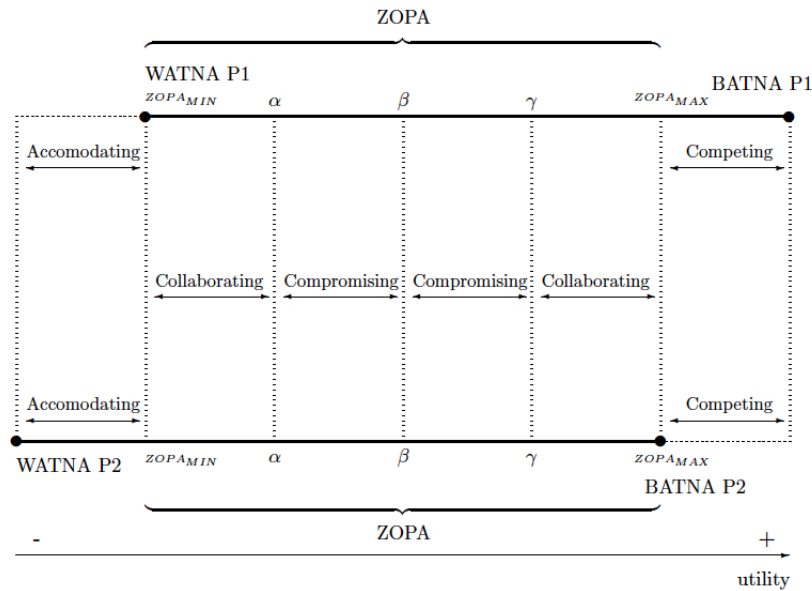 ZOPA
WATNA P1
BATNA P1
ZOPA_MIN α β γ ZOPA_MAX
Accomodating Competing
Collaborating Compromising Compromising Collaborating
Accomodating Competing
WATNA P2 ZOPA_MIN α β γ ZOPA_MAX
BATNA P2
ZOPA
- +
utility